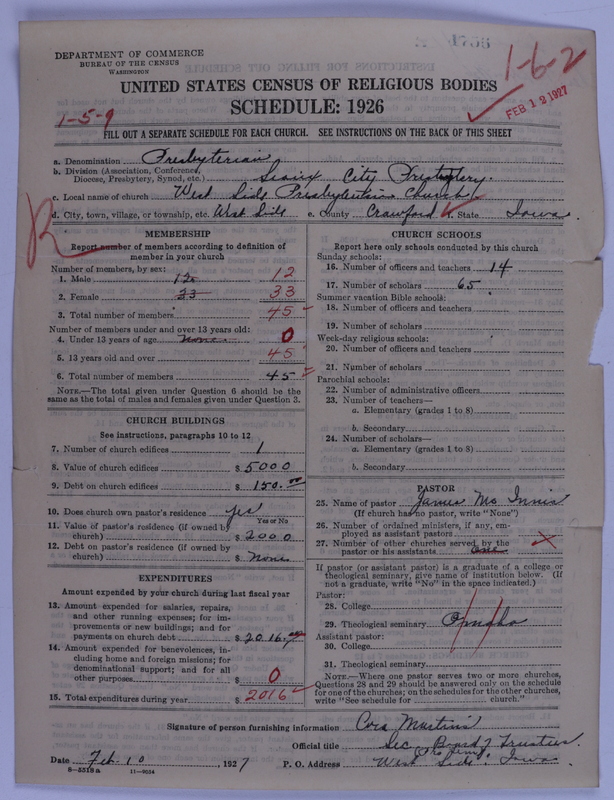 DEPARTMENT OF COMMERCE
BUREAU OF THE CENSUS
WASHINGTON
1-6-2
UNITED STATES CENSUS OF RELIGIOUS BODIES
SCHEDULE: 1926
FEB 12 1927
1-5-9
FILL OUT A SEPARATE SCHEDULE FOR EACH CHURCH. SEE INSTRUCTIONS ON THE BACK OF THIS SHEET
a. Denomination Presbyterian
b. Division (Association, Conference, Diocese, Presbytery, Synod, etc.) Sioux City Presbytery.
c. Local name of church West Side Presbyterian Church
d. City, town, village, or township, etc. West Side e. County Crawford f. State Iowa.
R
MEMBERSHIP
Report number of members according to definition of member in your church
Number of members, by sex:
1. Male 12 12
2. Female 33 33
3. Total number of members 45
Number of members under and over 13 years old:
4. Under 13 years of age none 0
5. 13 years old and over 45
6. Total number of members 45
NOTE.—The total given under Question 6 should be the same as the total of males and females given under Question 3.
CHURCH BUILDINGS
See instructions, paragraphs 10 to 12
7. Number of church edifices 1
8. Value of church edifices $ 5000
9. Debt on church edifices $ 150.00
10. Does church own pastor's residence? yes
Yes or No
11. Value of pastor's residence (if owned by church) $ 2000
12. Debt on pastor's residence (if owned by church) $ None
EXPENDITURES
Amount expended by your church during last fiscal year
13. Amount expended for salaries, repairs, and other running expenses; for improvements or new buildings; and for payments on church debt $ 2016.
14. Amount expended for benevolences, including home and foreign missions; for denominational support; and for all other purposes $ 0
15. Total expenditures during year $ 2016
CHURCH SCHOOLS
Report here only schools conducted by this church
Sunday schools:
16. Number of officers and teachers 14
17. Number of scholars 65.
Summer vacation Bible schools:
18. Number of officers and teachers
19. Number of scholars
Week-day religious schools:
20. Number of officers and teachers
21. Number of scholars
Parochial schools:
22. Number of administrative officers
23. Number of teachers—
a. Elementary (grades 1 to 8)
b. Secondary
24. Number of scholars—
a. Elementary (grades 1 to 8)
b. Secondary
PASTOR
25. Name of pastor James Mc Innis
(If church has no pastor, write "None")
26. Number of ordained ministers, if any, employed as assistant pastors
27. Number of other churches served by the pastor or his assistants one
If pastor (or assistant pastor) is a graduate of a college or theological seminary, give name of institution below. (If not a graduate, write "No" in the space indicated.)
Pastor:
28. College
29. Theological seminary Omaha
Assistant pastor:
30. College
31. Theological seminary
NOTE.—Where one pastor serves two or more churches, Questions 28 and 29 should be answered only on the schedule for one of the churches; on the schedules for the other churches, write "See schedule for church."
Signature of person furnishing information Cora Martins
Official title Sec. Board of Trustees.
(Pro tem)
Date Feb. 10 1927 P. O. Address West Side, Iowa.
8-5518a 11-9034